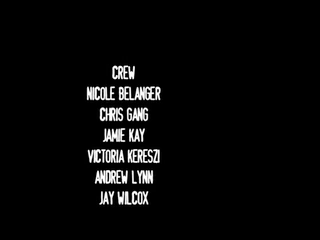 CREW
NICOLE BELANGER
CHRIS GANG
JAMIE KAY
VICTORIA KERESZI
ANDREW LYNN
JAY WILCOX